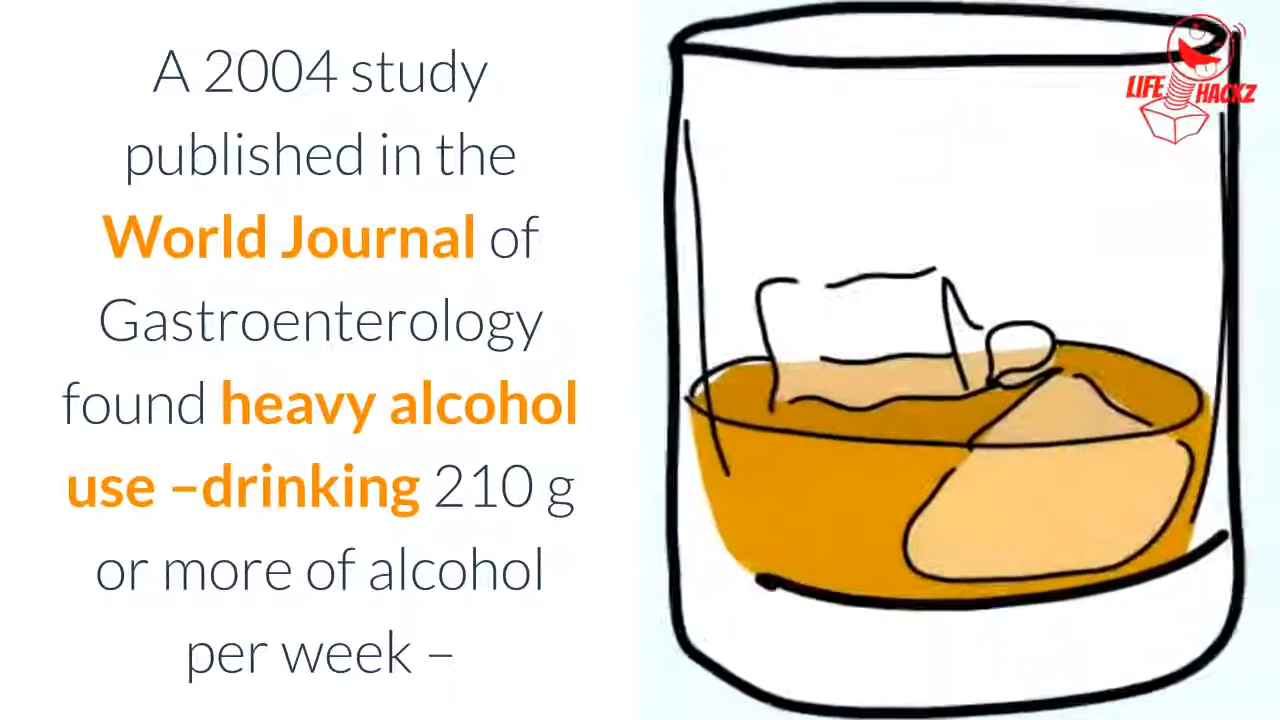 A 2004 study
published in the
World Journal of
Gastroenterology
found heavy alcohol
use –drinking 210 g
or more of alcohol
per week –
LIFE HACKZ